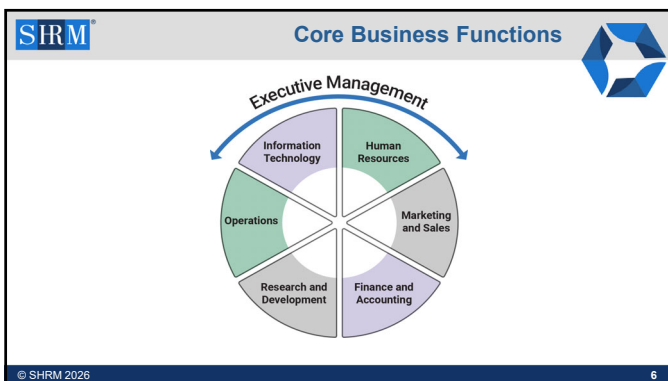 SHRM®
Core Business Functions
Executive Management
Information
Technology
Human
Resources
Operations
Marketing
and Sales
Research and
Development
Finance and
Accounting
© SHRM 2026
6